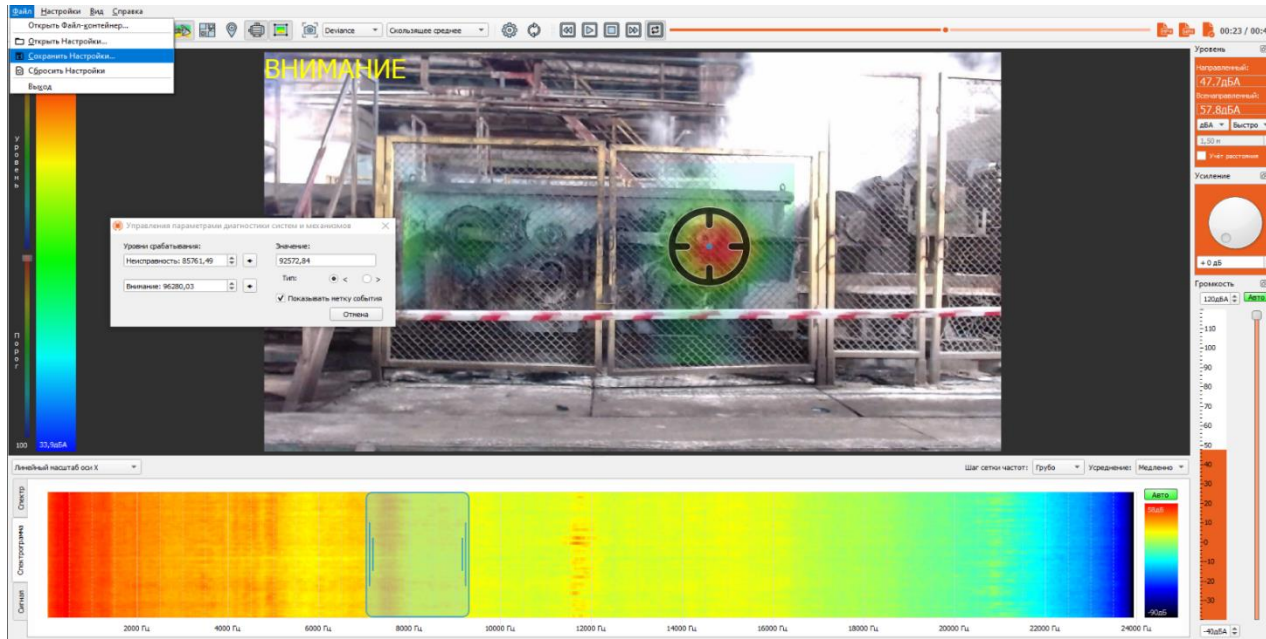 Файл Настройки Вид Справка
Открыть Файл-контейнер...
Открыть Настройки...
Сохранить Настройки...
Сбросить Настройки
Выход
Deviance
Скользящее среднее
00:23 / 00:4
ВНИМАНИЕ
Уровень
Порог
100
33,9дБА
Управления параметрами диагностики систем и механизмов
Уровни срабатывания:
Значение:
Неисправность: 85761,49
92572,84
Тип:
<
>
Внимание: 96280,03
Показывать метку события
Отмена
Уровень
Направленный:
47.7дБА
Всенаправленный:
57.8дБА
дБА
Быстро
1,50 м
Учёт расстояния
Усиление
+ 0 дБ
Громкость
120дБА
Авто
110
100
90
80
70
60
50
40
30
20
10
0
-10
-20
-30
-40дБА
Линейный масштаб оси X
Шаг сетки частот: Грубо
Усреднение: Медленно
Спектр
Спектрограмма
Сигнал
Авто
-90дБ
2000 Гц 4000 Гц 6000 Гц 8000 Гц 10000 Гц 12000 Гц 14000 Гц 16000 Гц 18000 Гц 20000 Гц 22000 Гц 24000 Гц